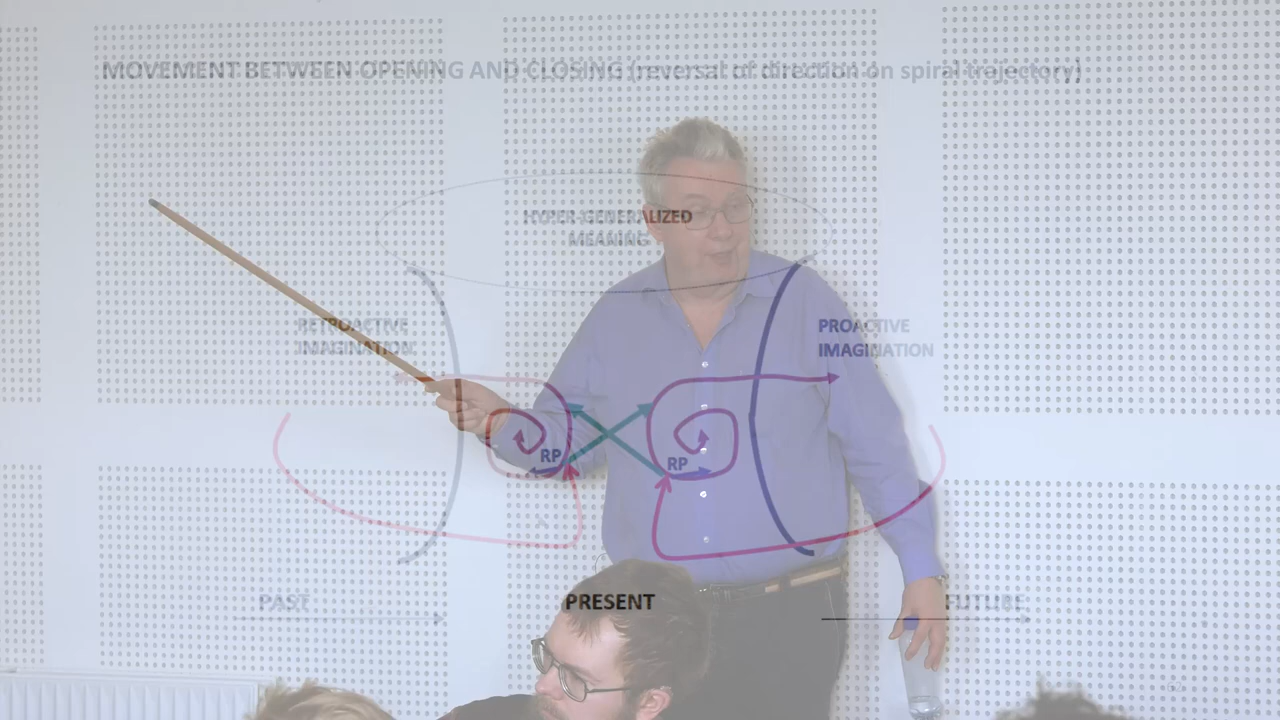 MOVEMENT BETWEEN OPENING AND CLOSING (reversal of direction on spiral trajectory)
HYPER-GENERALIZED
MEANING
RETROACTIVE
IMAGINATION
PROACTIVE
IMAGINATION
RP
RP
PAST
PRESENT
FUTURE
62